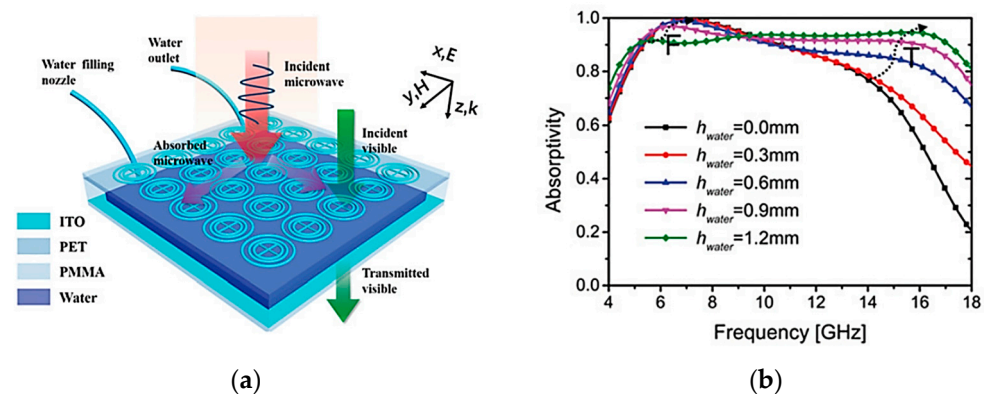 Water filling
nozzle
Water
outlet
Incident
microwave
x,E
y,H
z,k
Absorbed
microwave
Incident
visible
ITO
PET
PMMA
Water
Transmitted
visible
(a)
Absorptivity
1.0
0.8
0.6
0.4
0.2
0.0
h_water=0.0mm
h_water=0.3mm
h_water=0.6mm
h_water=0.9mm
h_water=1.2mm
4 6 8 10 12 14 16 18
Frequency [GHz]
(b)